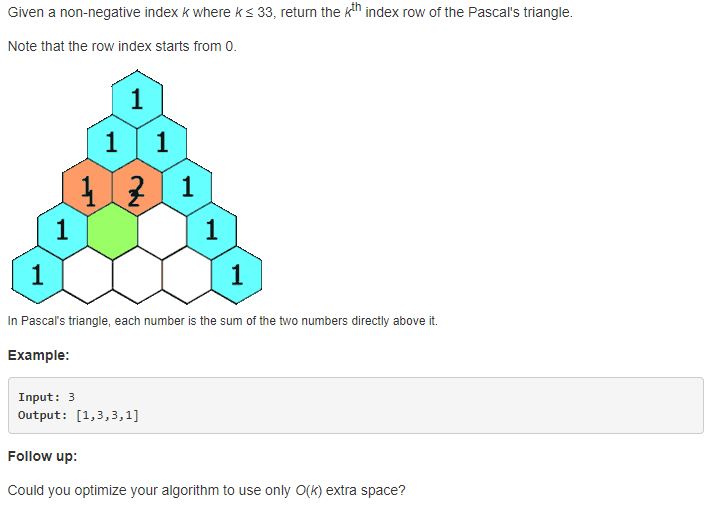 Given a non-negative index k where k ≤ 33, return the kth index row of the Pascal's triangle.
Note that the row index starts from 0.
1
1 1
1 2 1
1 1
1 1
In Pascal's triangle, each number is the sum of the two numbers directly above it.
Example:
Input: 3
Output: [1,3,3,1]
Follow up:
Could you optimize your algorithm to use only O(k) extra space?